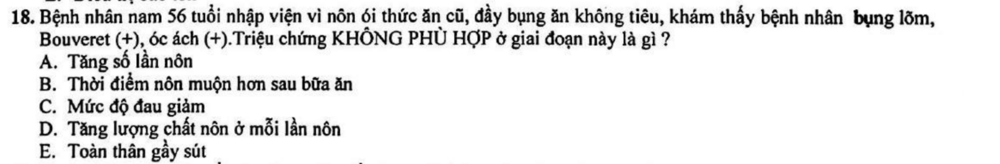 18. Bệnh nhân nam 56 tuổi nhập viện vì nôn ói thức ăn cũ, đầy bụng ăn không tiêu, khám thấy bệnh nhân bụng lõm,
Bouveret (+), óc ách (+).Triệu chứng KHÔNG PHÙ HỢP ở giai đoạn này là gì ?
A. Tăng số lần nôn
B. Thời điểm nôn muộn hơn sau bữa ăn
C. Mức độ đau giảm
D. Tăng lượng chất nôn ở mỗi lần nôn
E. Toàn thân gầy sút